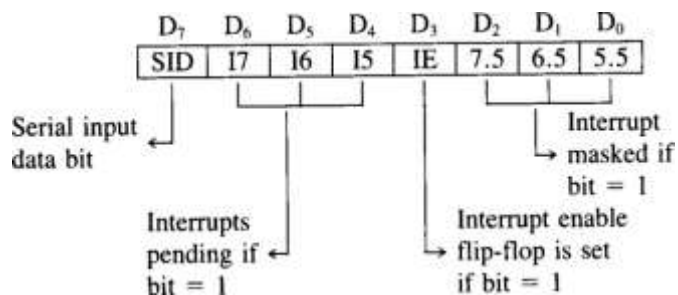 D₇ D₆ D₅ D₄ D₃ D₂ D₁ D₀
SID I7 I6 I5 IE 7.5 6.5 5.5
Serial input
data bit
Interrupt
masked if
bit = 1
Interrupts
pending if
bit = 1
Interrupt enable
flip-flop is set
if bit = 1